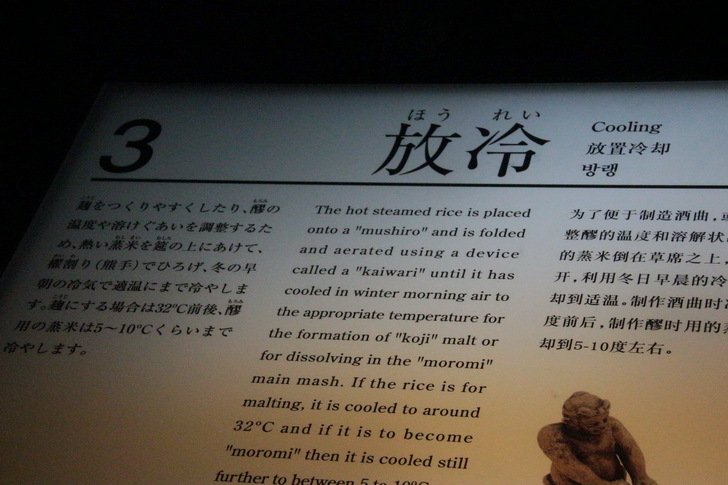 3
ほう れい
放冷
Cooling
放置冷却
방랭
麹をつくりやすくしたり、醪の
温度や溶けぐあいを調整するた
め、熱い蒸米を筵の上にあけて、
割り(熊手)でひろげ、冬の早
朝の冷気で適温にまで冷やしま
す。麹にする場合は32℃前後、醪
用の蒸米は5〜10℃くらいまで
冷やします。
The hot steamed rice is placed
onto a "mushiro" and is folded
and aerated using a device
called a "kaiwari" until it has
cooled in winter morning air to
the appropriate temperature for
the formation of "koji" malt or
for dissolving in the "moromi"
main mash. If the rice is for
malting, it is cooled to around
32°C and if it is to become
"moromi" then it is cooled still
further to between 5 to 10°C
为了便于制造酒曲,
整醪的温度和溶解状
的蒸米倒在草席之上,
开,利用冬日早晨的冷
却到适温。制作酒曲时
度前后,制作醪时用的
却到5-10度左右。